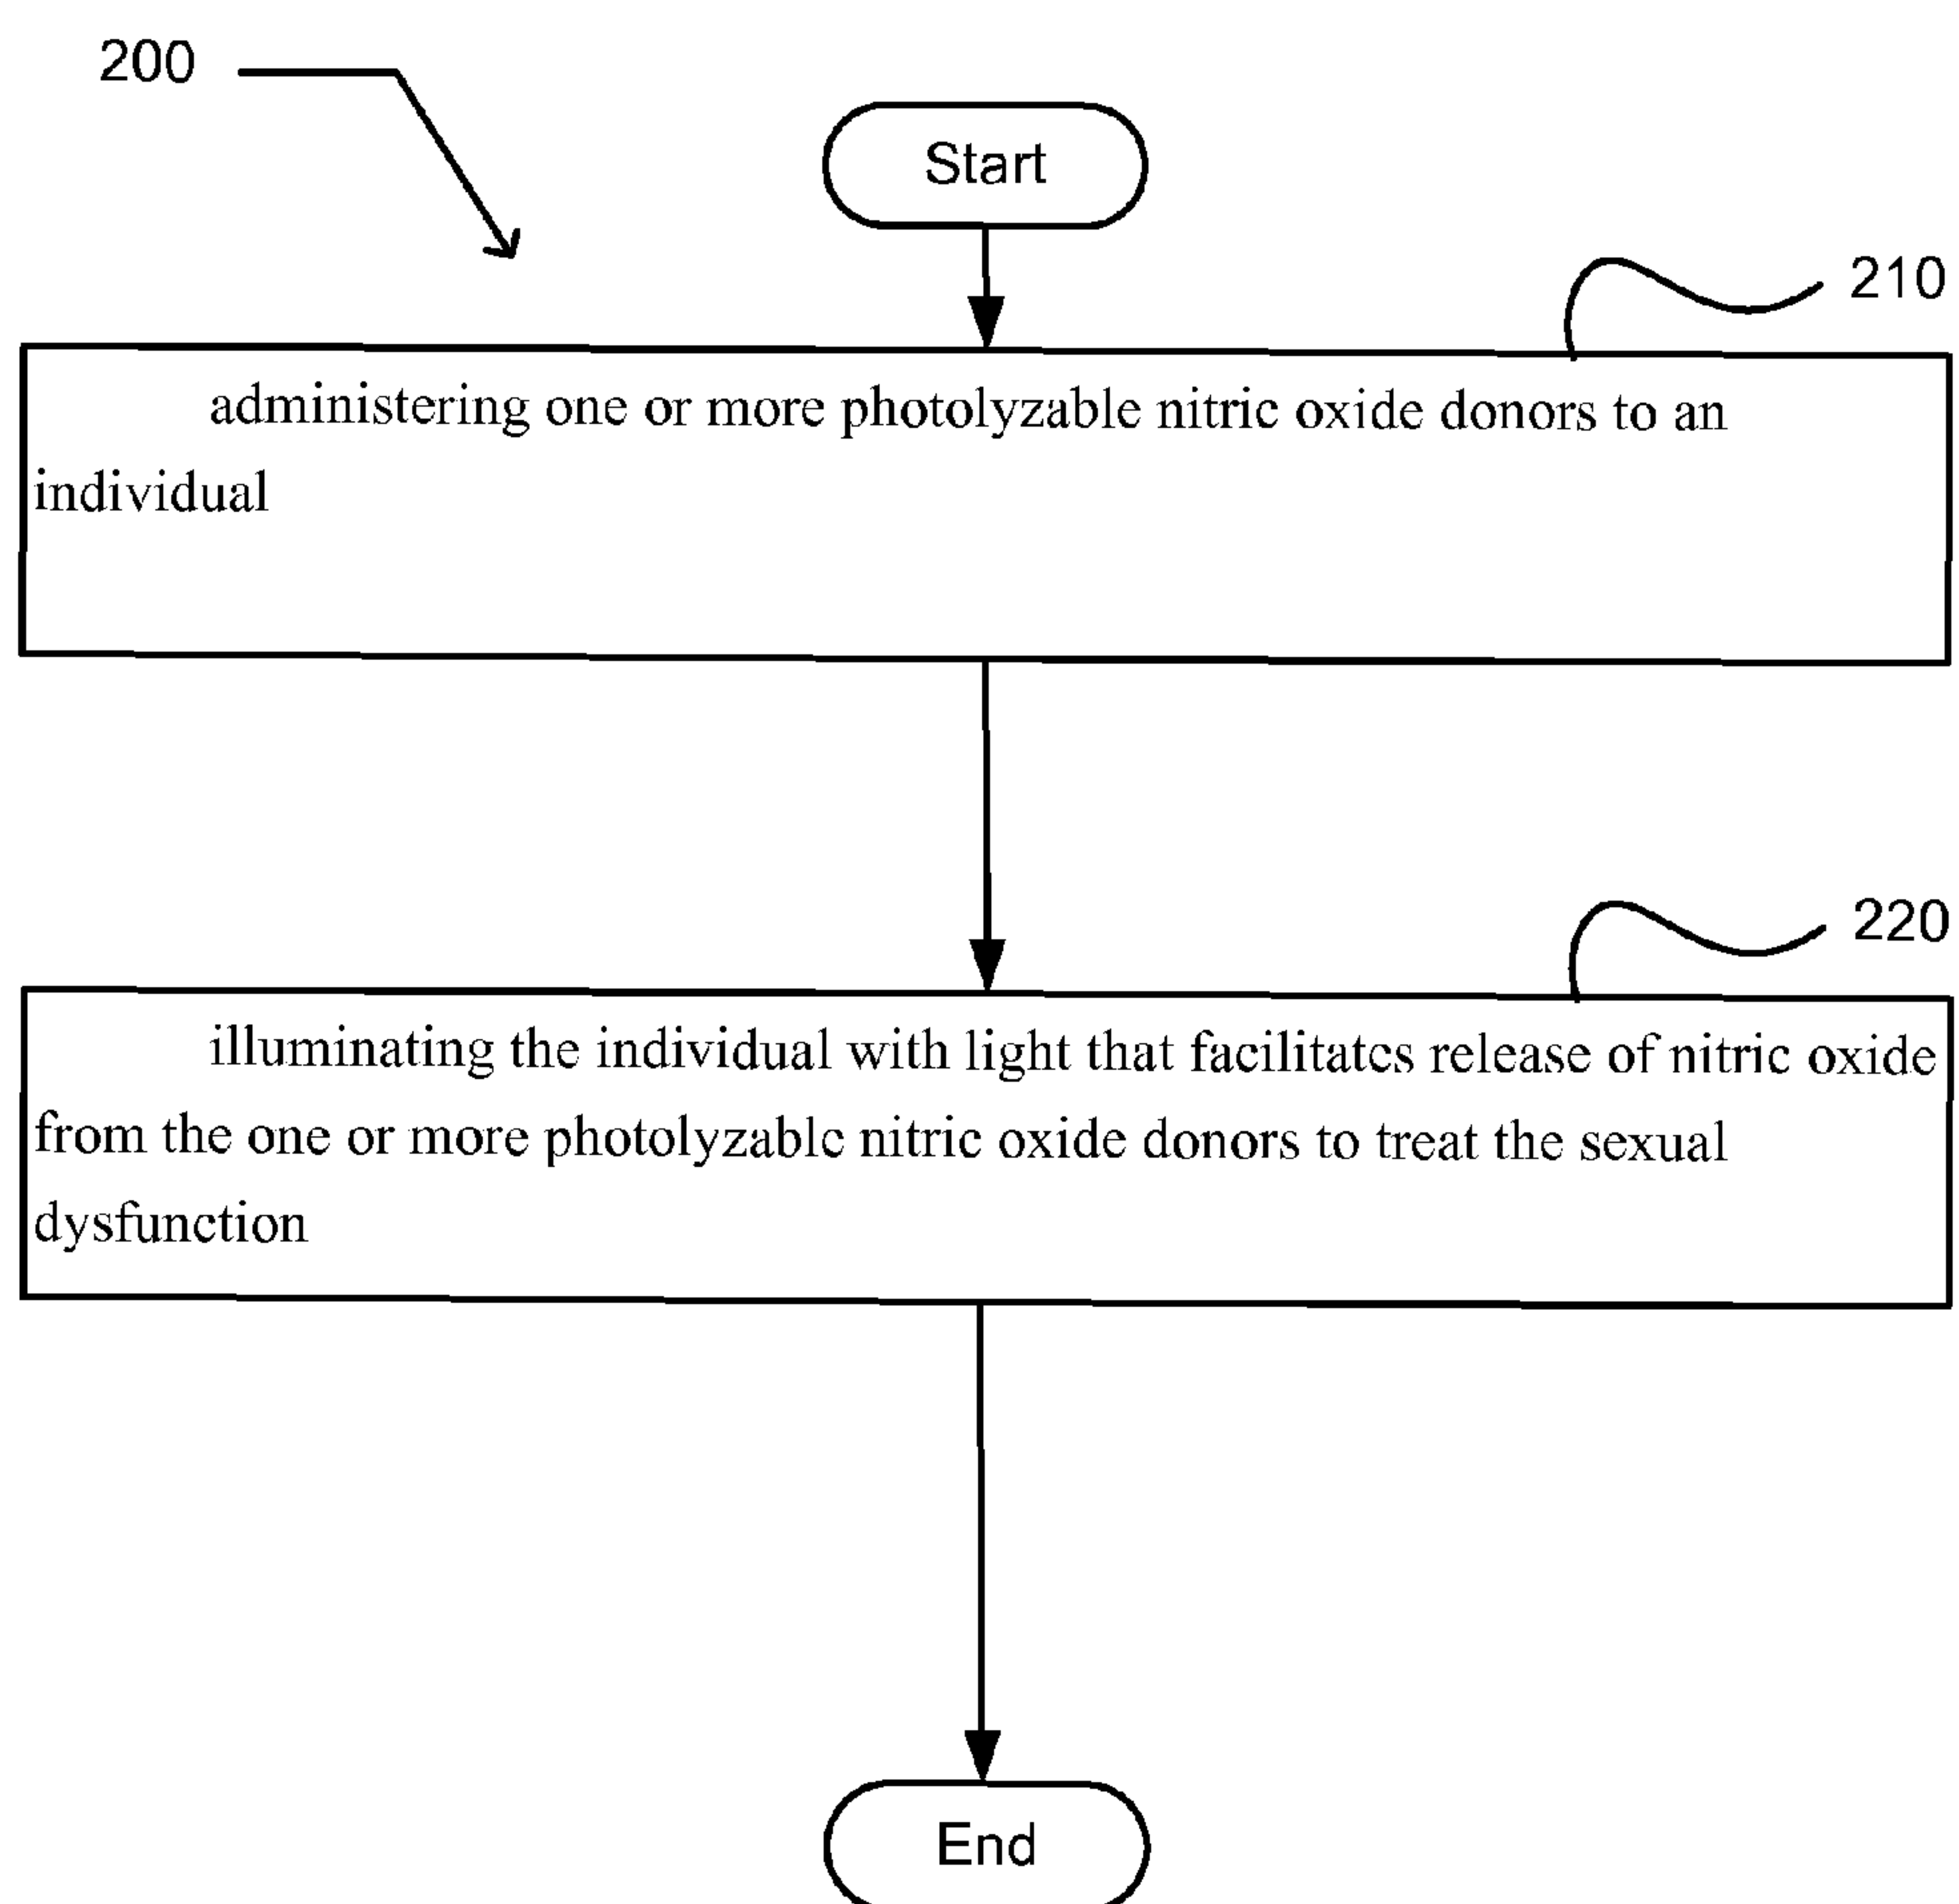 200
Start
210
administering one or more photolyzable nitric oxide donors to an
individual
220
illuminating the individual with light that facilitates release of nitric oxide
from the one or more photolyzable nitric oxide donors to treat the sexual
dysfunction
End